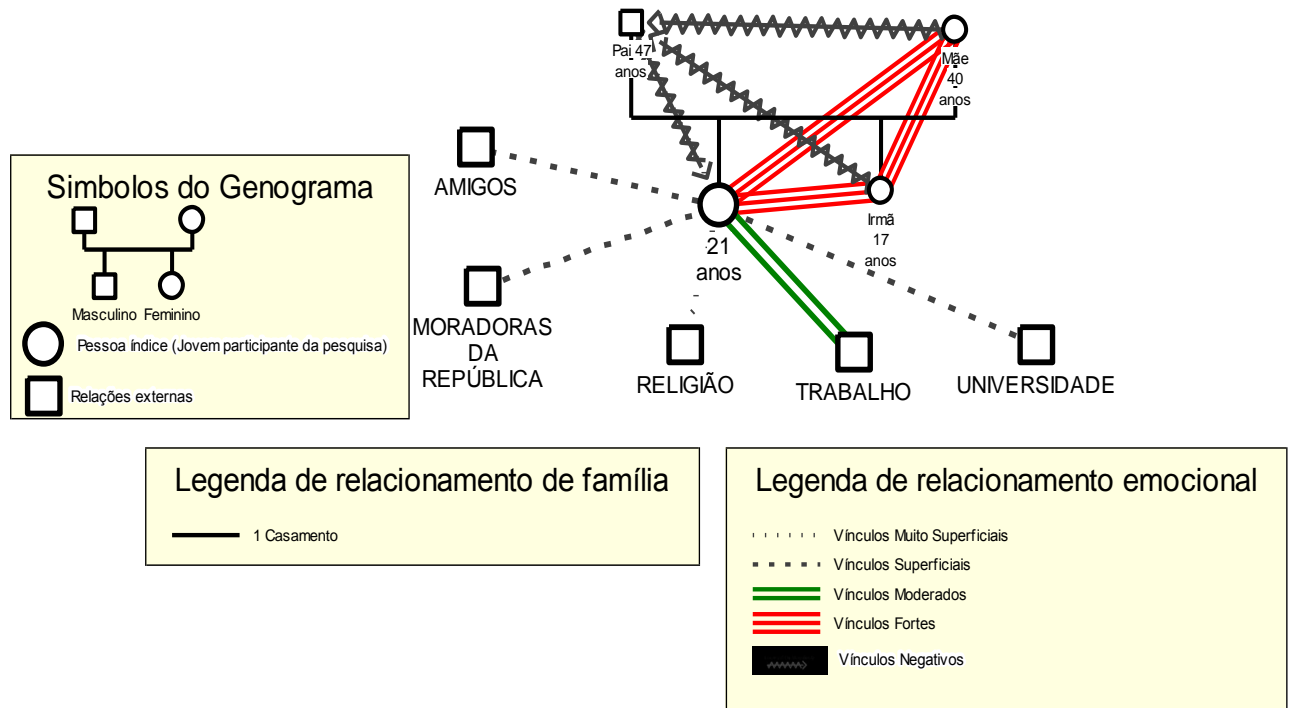 Pai 47
anos
Mãe
40
anos
AMIGOS
Irmã
17
anos
21
anos
MORADORAS
DA
REPÚBLICA
RELIGIÃO
TRABALHO
UNIVERSIDADE
Simbolos do Genograma
Masculino Feminino
Pessoa índice (Jovem participante da pesquisa)
Relações externas
Legenda de relacionamento de família
1 Casamento
Legenda de relacionamento emocional
Vínculos Muito Superficiais
Vínculos Superficiais
Vínculos Moderados
Vínculos Fortes
Vínculos Negativos